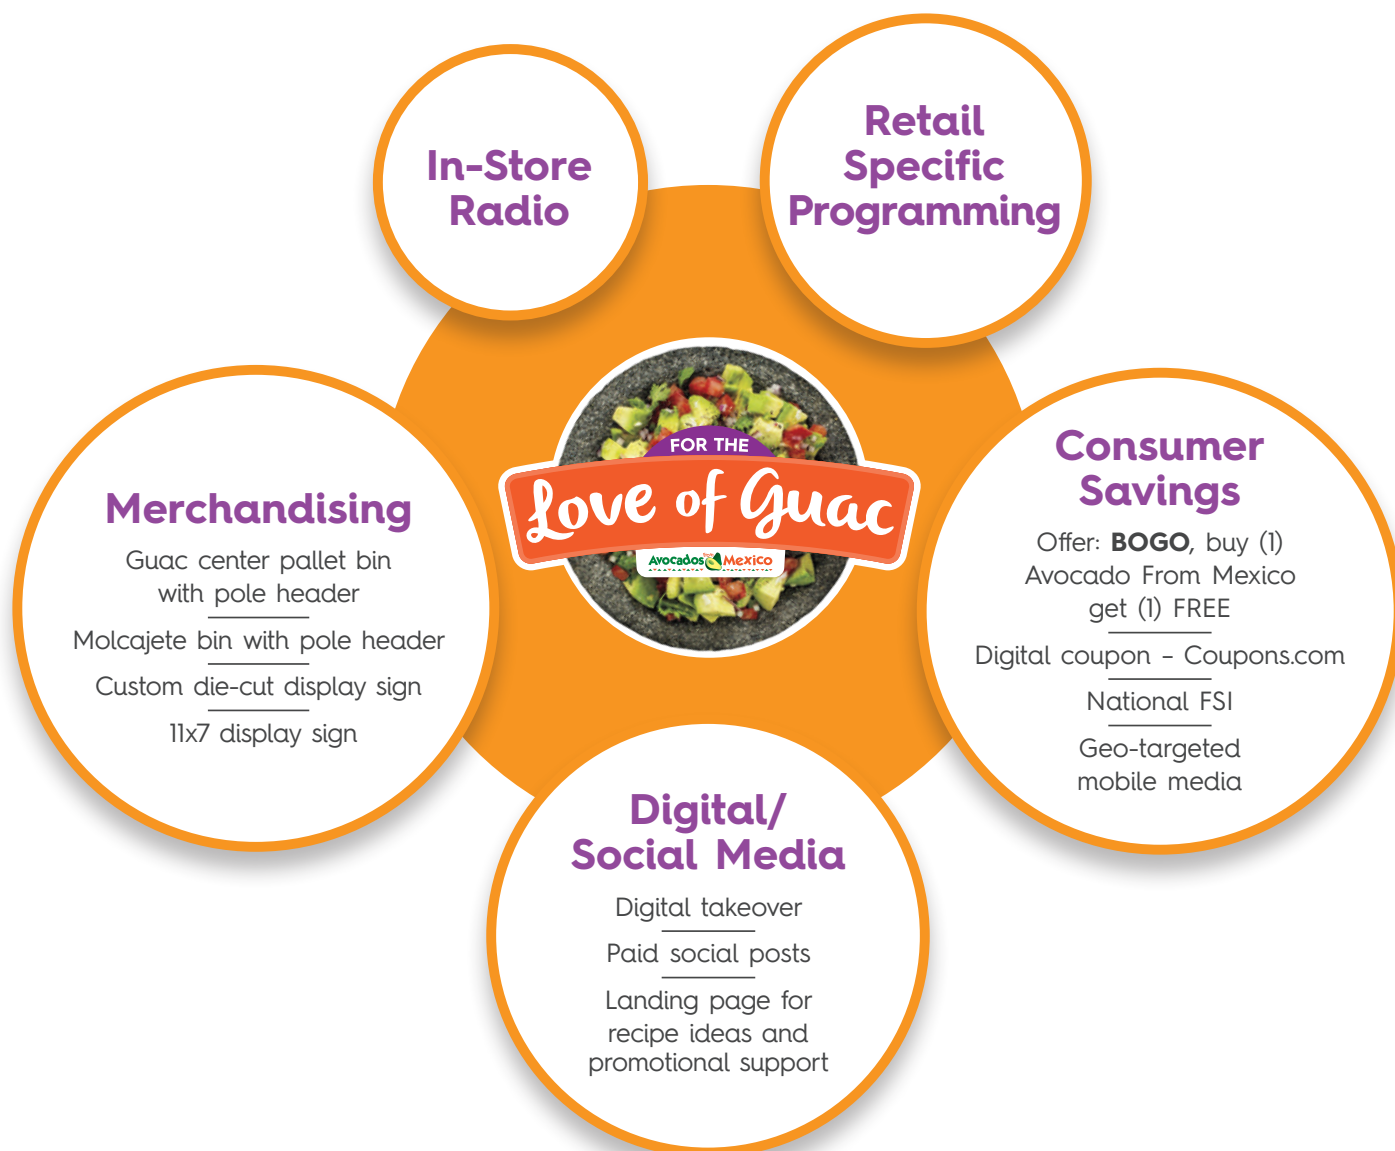 In-Store
Radio
Retail
Specific
Programming
FOR THE
Love of Guac
Avocados From Mexico
Merchandising
Guac center pallet bin
with pole header
Molcajete bin with pole header
Custom die-cut display sign
11x7 display sign
Consumer
Savings
Offer: BOGO, buy (1)
Avocado From Mexico
get (1) FREE
Digital coupon – Coupons.com
National FSI
Geo-targeted
mobile media
Digital/
Social Media
Digital takeover
Paid social posts
Landing page for
recipe ideas and
promotional support